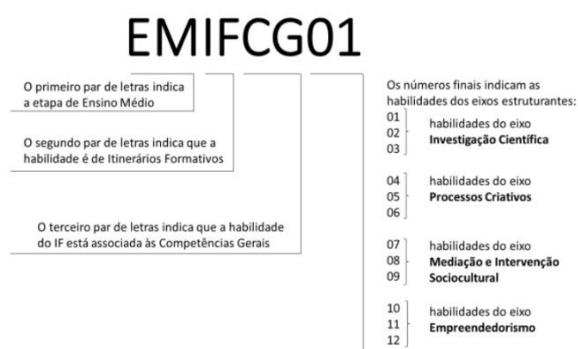 EMIFCG01
O primeiro par de letras indica
a etapa de Ensino Médio
O segundo par de letras indica que a
habilidade é de Itinerários Formativos
O terceiro par de letras indica que a habilidade
do IF está associada às Competências Gerais
Os números finais indicam as
habilidades dos eixos estruturantes:
01
02
03
habilidades do eixo
Investigação Científica
04
05
06
habilidades do eixo
Processos Criativos
07
08
09
habilidades do eixo
Mediação e Intervenção
Sociocultural
10
11
12
habilidades do eixo
Empreendedorismo